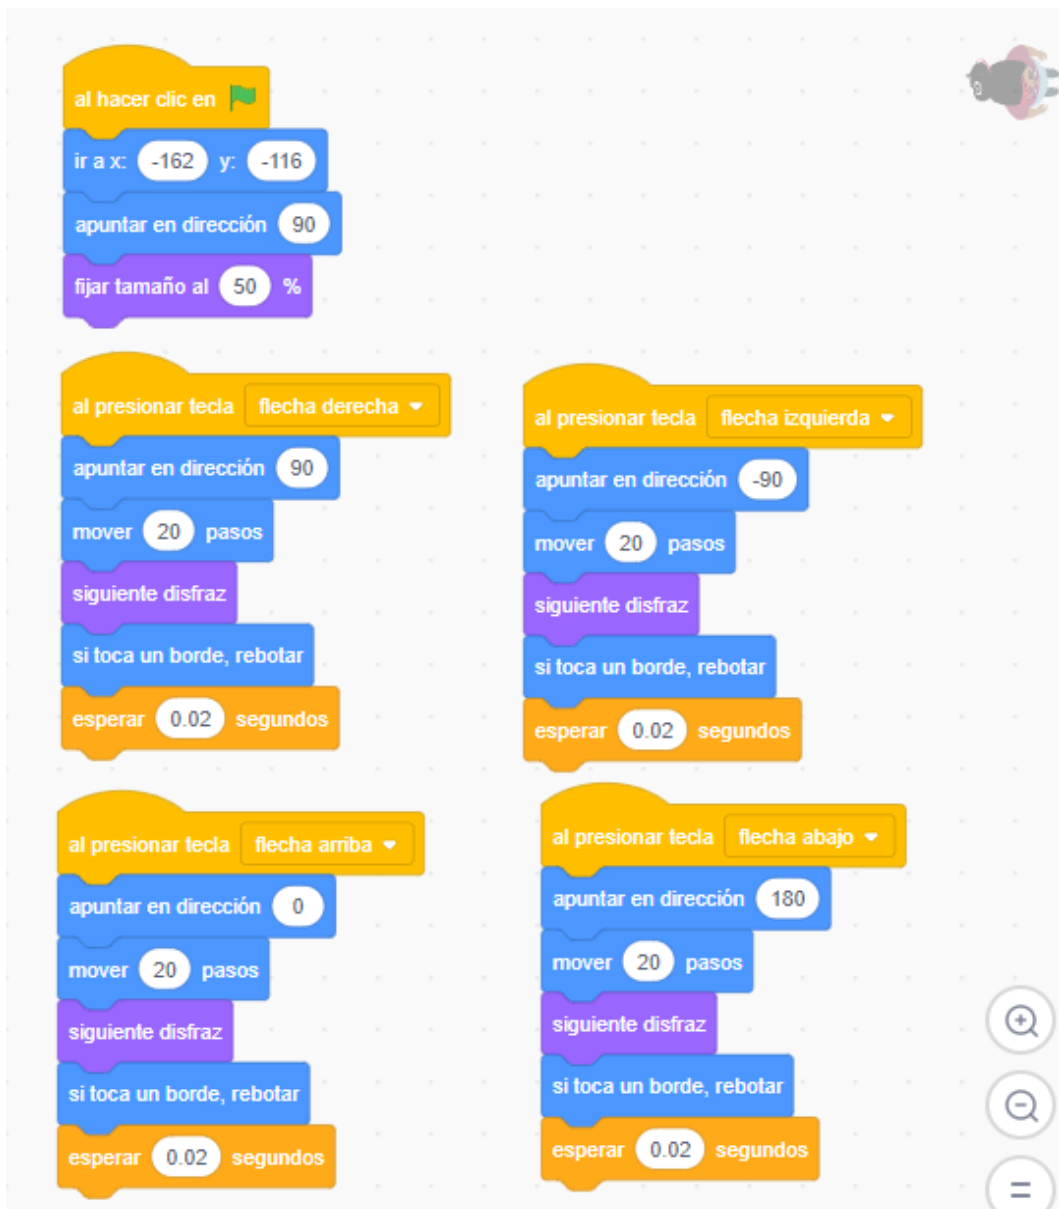 al hacer clic en
ir a x: -162 y: -116
apuntar en dirección 90
fijar tamaño al 50 %
al presionar tecla flecha derecha
apuntar en dirección 90
mover 20 pasos
siguiente disfraz
si toca un borde, rebotar
esperar 0.02 segundos
al presionar tecla flecha izquierda
apuntar en dirección -90
mover 20 pasos
siguiente disfraz
si toca un borde, rebotar
esperar 0.02 segundos
al presionar tecla flecha arriba
apuntar en dirección 0
mover 20 pasos
siguiente disfraz
si toca un borde, rebotar
esperar 0.02 segundos
al presionar tecla flecha abajo
apuntar en dirección 180
mover 20 pasos
siguiente disfraz
si toca un borde, rebotar
esperar 0.02 segundos